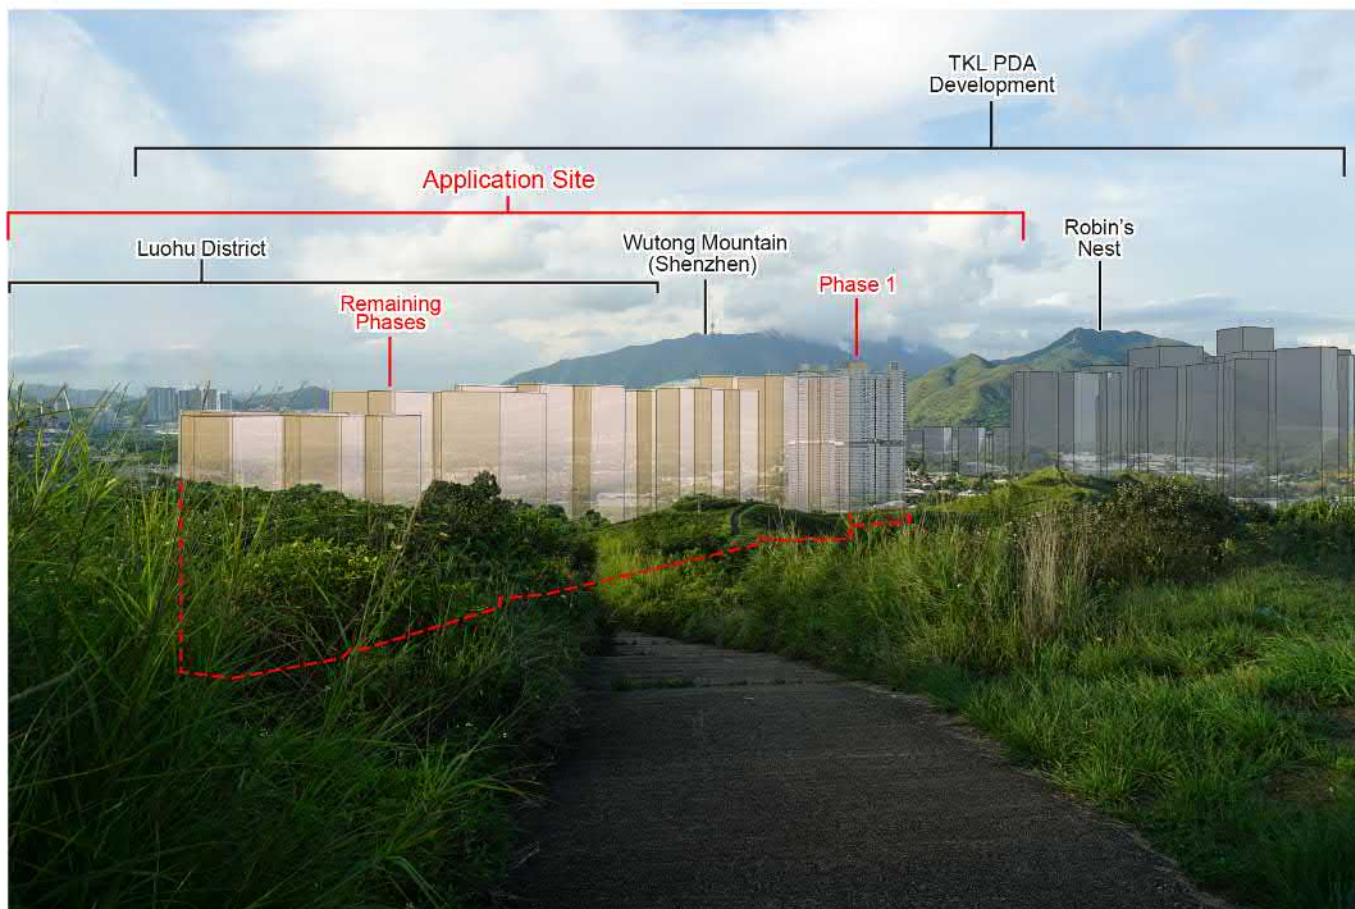 TKL PDA
Development
Application Site
Luohu District
Wutong Mountain
(Shenzhen)
Robin's
Nest
Remaining
Phases
Phase 1